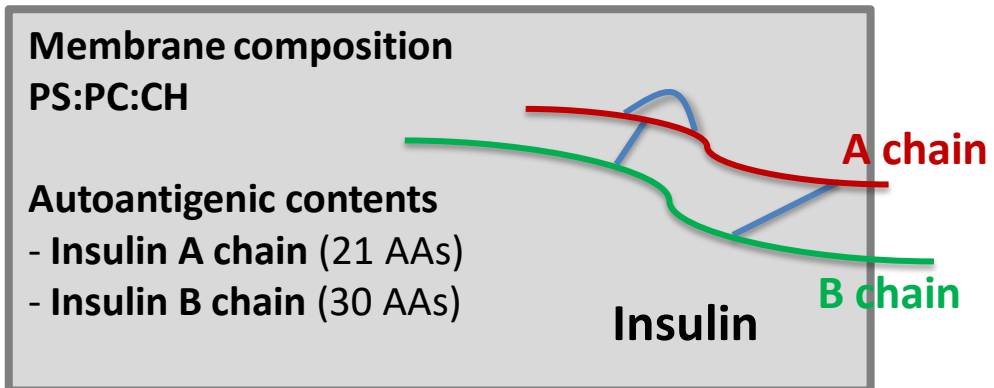 Membrane composition
PS:PC:CH
A chain
Autoantigenic contents
- Insulin A chain (21 AAs)
- Insulin B chain (30 AAs)
B chain
Insulin